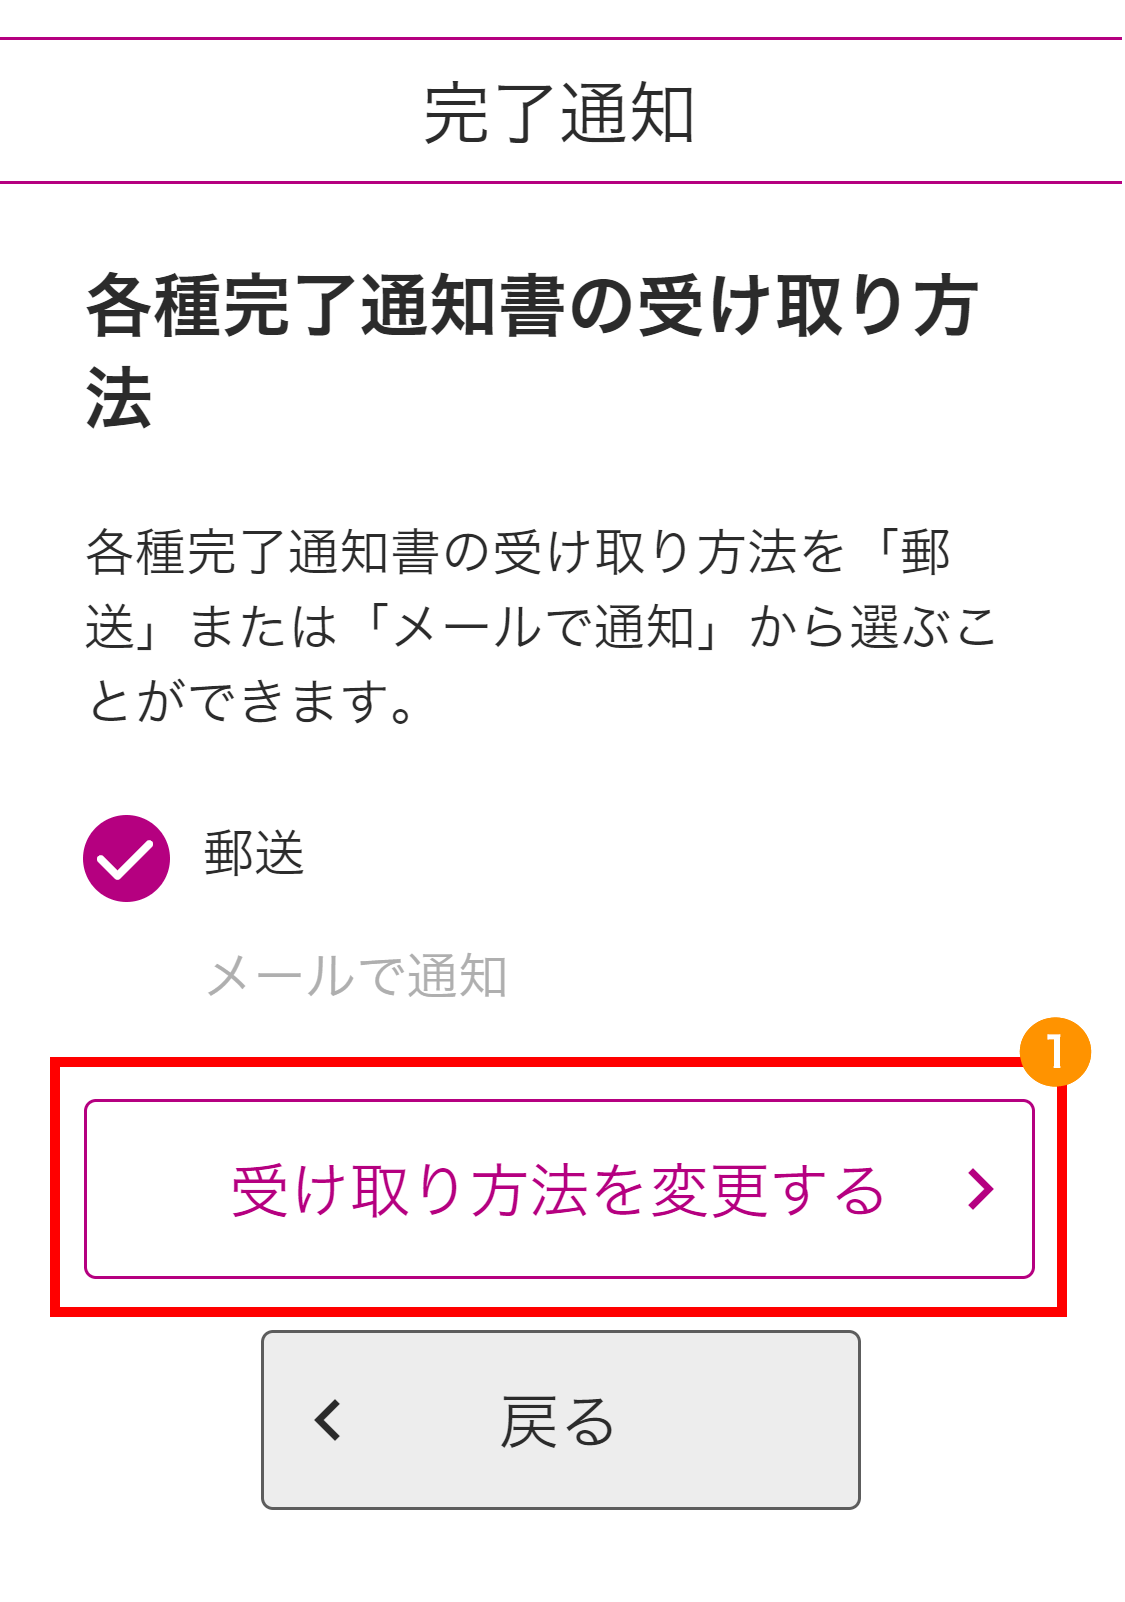 完了通知
各種完了通知書の受け取り方
法
各種完了通知書の受け取り方法を「郵
送」または「メールで通知」から選ぶこ
とができます。
郵送
メールで通知
1
受け取り方法を変更する
戻る